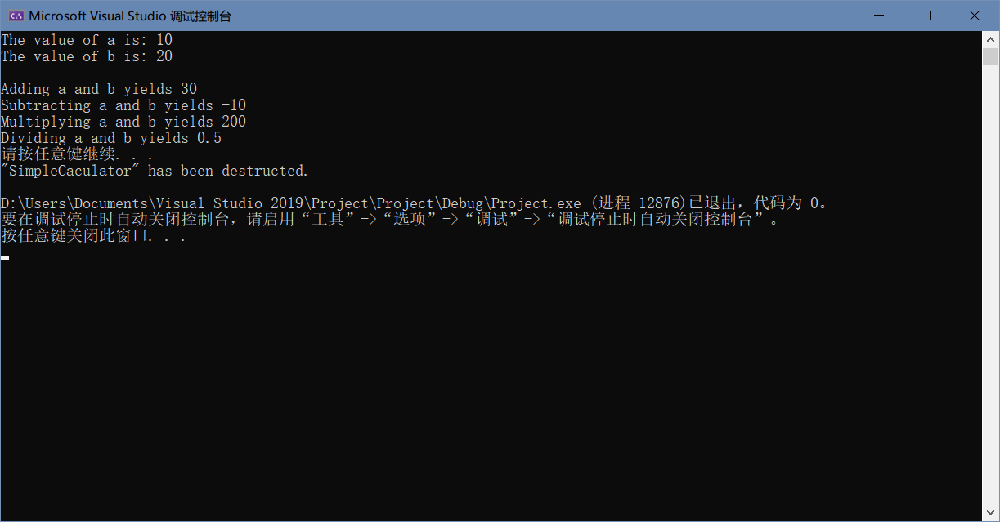 Microsoft Visual Studio 调试控制台
The value of a is: 10
The value of b is: 20
Adding a and b yields 30
Subtracting a and b yields -10
Multiplying a and b yields 200
Dividing a and b yields 0.5
请按任意键继续. . .
"SimpleCaculator" has been destructed.
D:\Users\Documents\Visual Studio 2019\Project\Project\Debug\Project.exe (进程 12876)已退出，代码为 0。
要在调试停止时自动关闭控制台，请启用“工具”->“选项”->“调试”->“调试停止时自动关闭控制台”。
按任意键关闭此窗口. . .